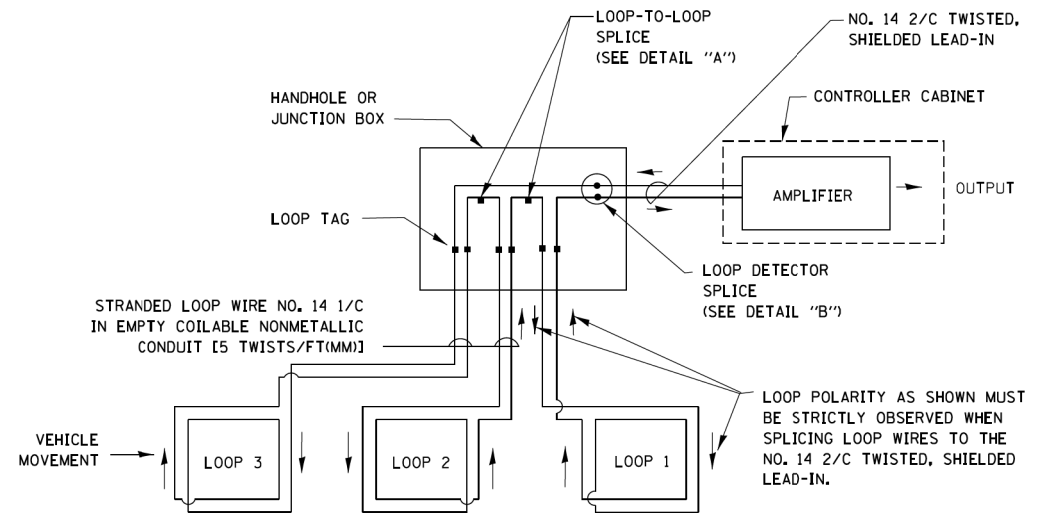 LOOP-TO-LOOP
SPLICE
(SEE DETAIL "A")
NO. 14 2/C TWISTED,
SHIELDED LEAD-IN
HANDHOLE OR
JUNCTION BOX
CONTROLLER CABINET
AMPLIFIER
OUTPUT
LOOP TAG
LOOP DETECTOR
SPLICE
(SEE DETAIL "B")
STRANDED LOOP WIRE NO. 14 1/C
IN EMPTY COILABLE NONMETALLIC
CONDUIT [5 TWISTS/FT(MM)]
LOOP POLARITY AS SHOWN MUST
BE STRICTLY OBSERVED WHEN
SPLICING LOOP WIRES TO THE
NO. 14 2/C TWISTED, SHIELDED
LEAD-IN.
VEHICLE
MOVEMENT
LOOP 3
LOOP 2
LOOP 1